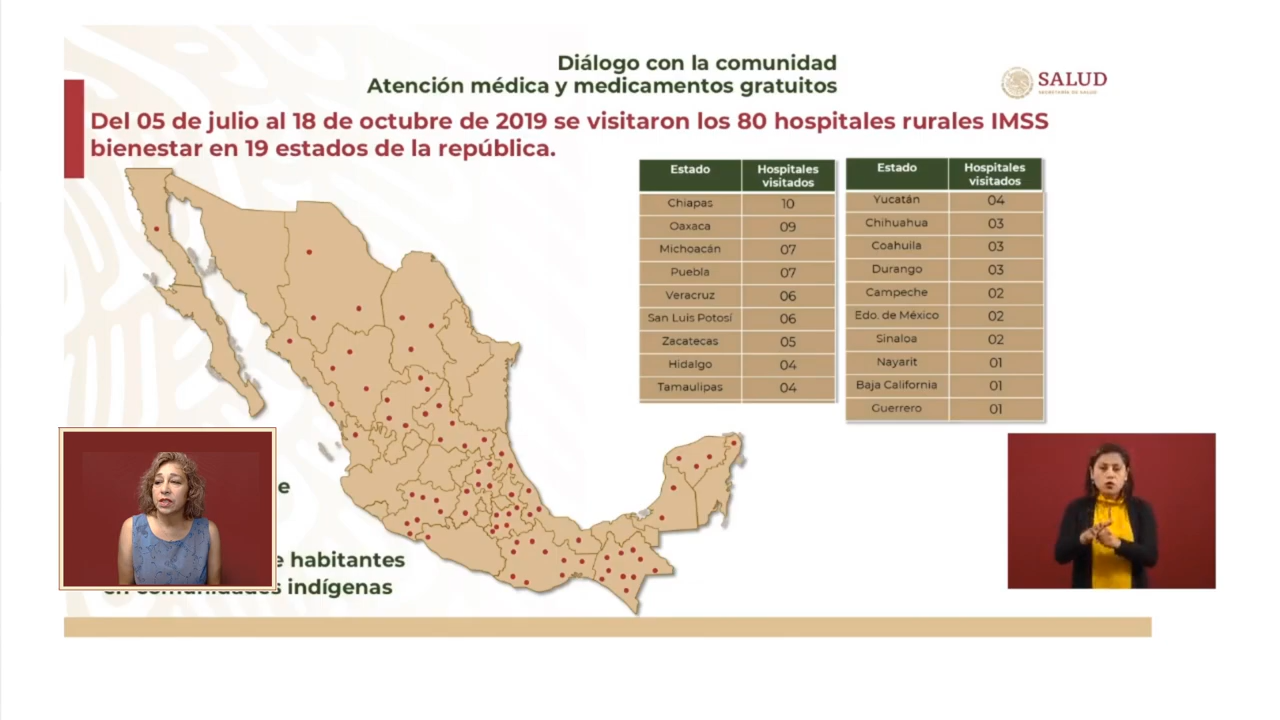 Diálogo con la comunidad
Atención médica y medicamentos gratuitos
SALUD
SECRETARÍA DE SALUD
Del 05 de julio al 18 de octubre de 2019 se visitaron los 80 hospitales rurales IMSS
bienestar en 19 estados de la república.
Estado Hospitales visitados
Chiapas 10
Oaxaca 09
Michoacán 07
Puebla 07
Veracruz 06
San Luis Potosí 06
Zacatecas 05
Hidalgo 04
Tamaulipas 04
Estado Hospitales visitados
Yucatán 04
Chihuahua 03
Coahuila 03
Durango 03
Campeche 02
Edo. de México 02
Sinaloa 02
Nayarit 01
Baja California 01
Guerrero 01
e
e habitantes
en comunidades indígenas